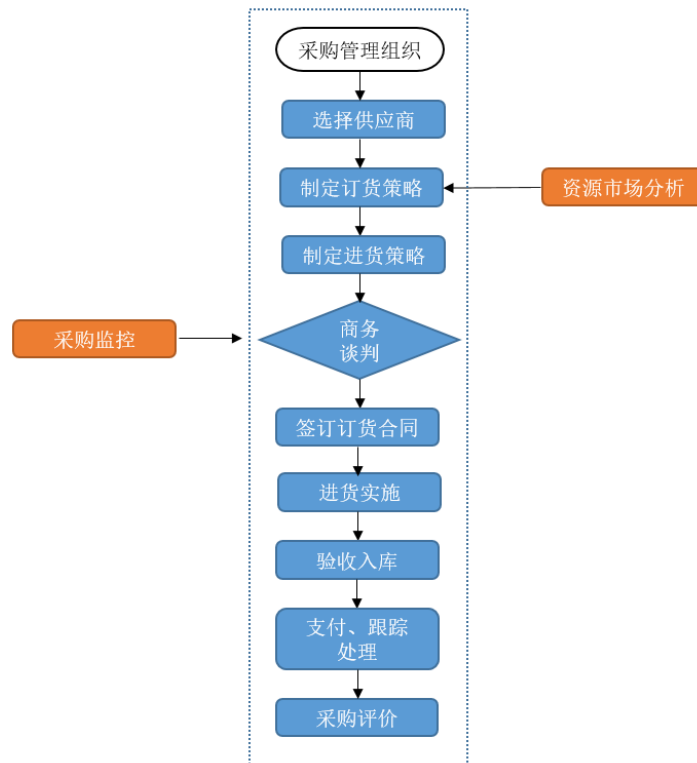 采购管理组织
选择供应商
制定订货策略
资源市场分析
制定进货策略
采购监控
商务
谈判
签订订货合同
进货实施
验收入库
支付、跟踪
处理
采购评价